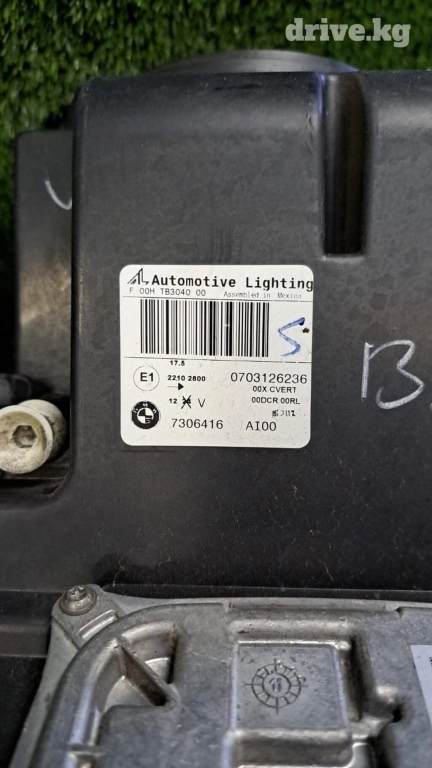 drive.kg
AL Automotive Lighting
F 00H TB3040 00 Assembled in Mexico
17.5
E1 2210 2800 0703126236
00X CVERT
12 V 00DCR 00RL
7306416 AI00
B